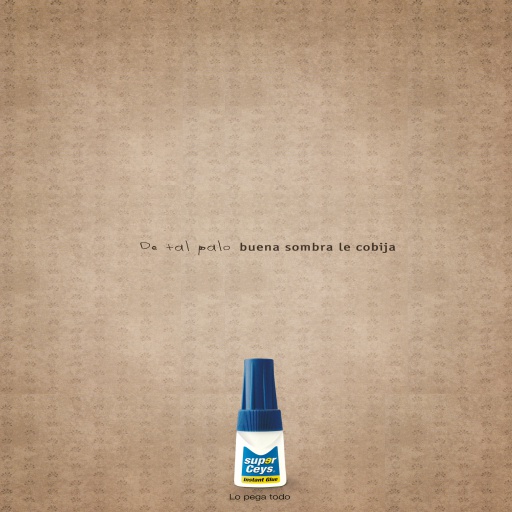 De tal palo buena sombra le cobija
super
Ceys
Instant Glue
Lo pega todo